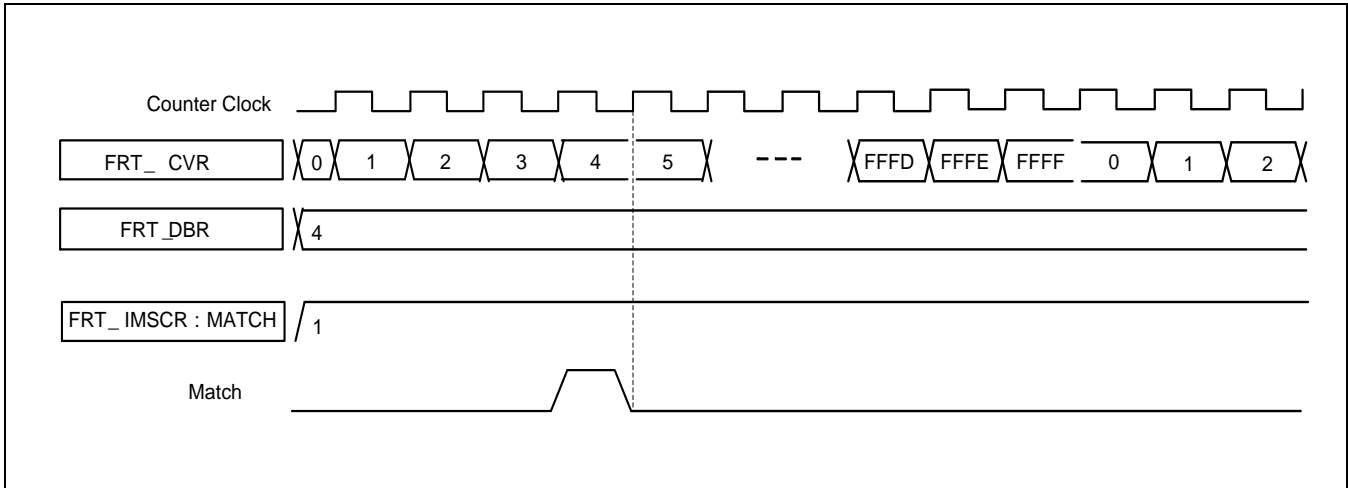 Counter Clock
FRT_ CVR 0 1 2 3 4 5 --- FFFD FFFE FFFF 0 1 2
FRT_DBR 4
FRT_ IMSCR : MATCH 1
Match